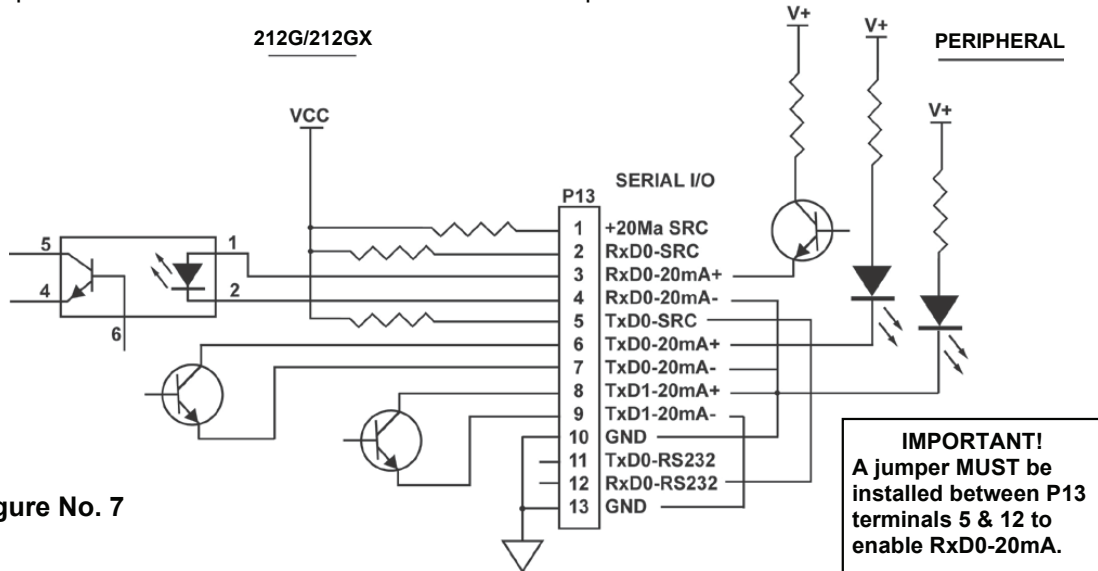 212G/212GX
PERIPHERAL
V+
V+
V+
VCC
SERIAL I/O
P13
1 +20Ma SRC
2 RxD0-SRC
3 RxD0-20mA+
4 RxD0-20mA-
5 TxD0-SRC
6 TxD0-20mA+
7 TxD0-20mA-
8 TxD1-20mA+
9 TxD1-20mA-
10 GND
11 TxD0-RS232
12 RxD0-RS232
13 GND
5
4
6
1
2
IMPORTANT!
A jumper MUST be
installed between P13
terminals 5 & 12 to
enable RxD0-20mA.
gure No. 7